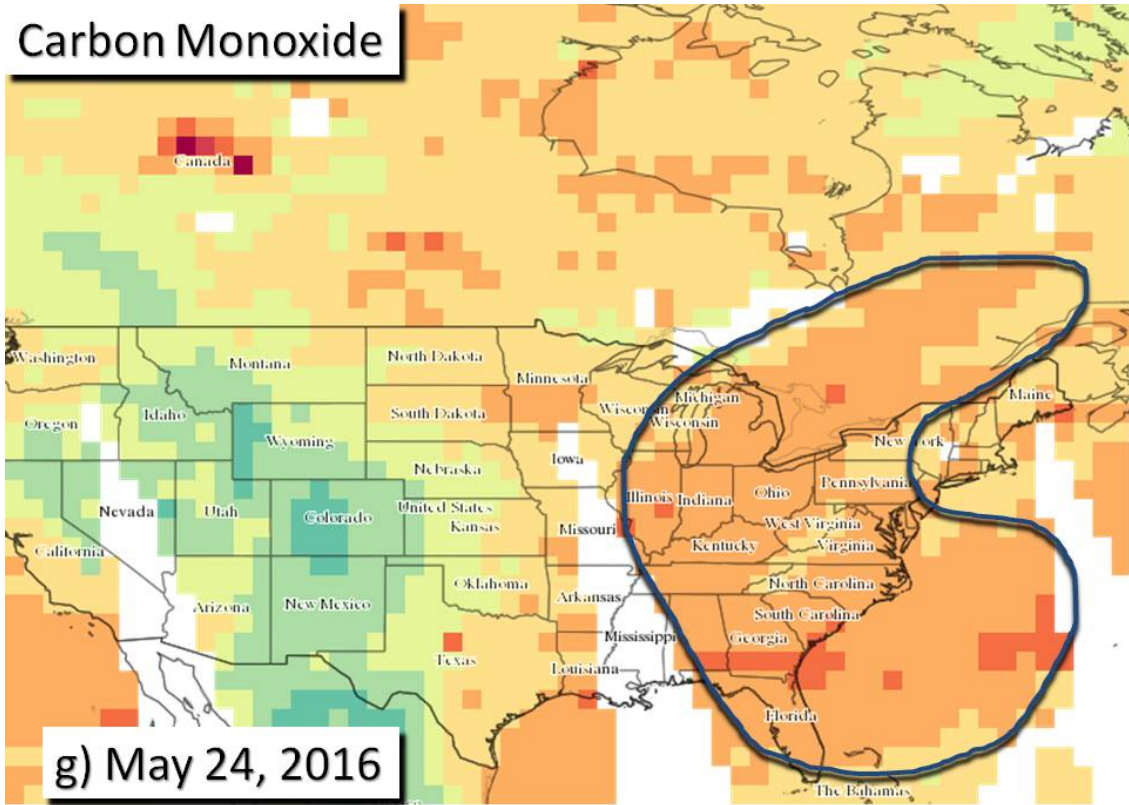 Carbon Monoxide
Canada
Washington
Montana
North Dakota
Minnesota
Michigan
Maine
Oregon
Idaho
South Dakota
Wisconsin
Wisconsin
Wyoming
New York
Iowa
Nebraska
Nevada
Utah
Colorado
United States
Kansas
Illinois
Indiana
Ohio
Pennsylvania
California
Missouri
West Virginia
Virginia
Kentucky
Arizona
New Mexico
Oklahoma
Arkansas
North Carolina
South Carolina
Mississippi
Georgia
Texas
Louisiana
Florida
g) May 24, 2016
The Bahamas